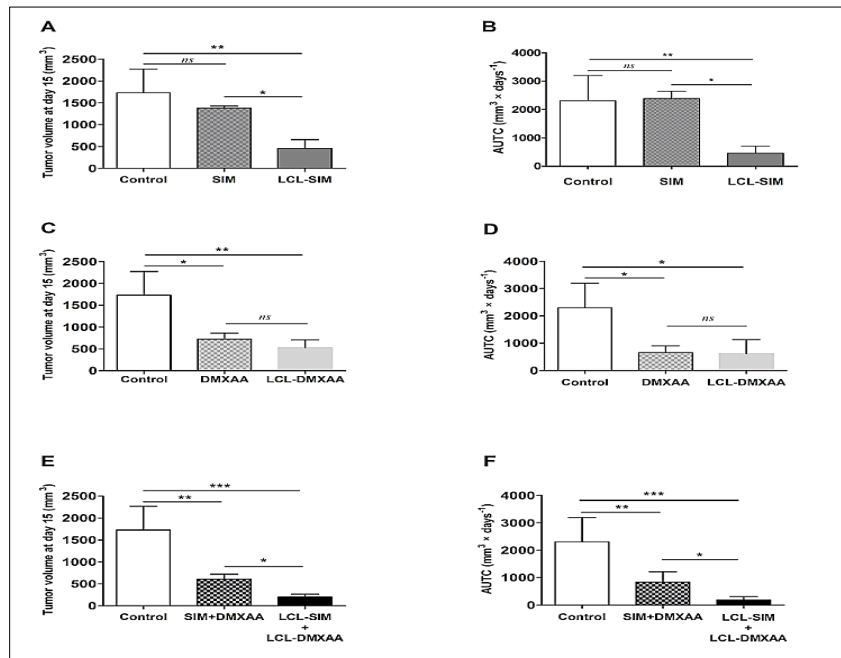 A
Tumor volume at day 15 (mm³)
2500
2000
1500
1000
500
0
**
ns
*
Control SIM LCL-SIM
B
AUTC (mm³ × days⁻¹)
4000
3000
2000
1000
0
**
ns
*
Control SIM LCL-SIM
C
Tumor volume at day 15 (mm³)
2500
2000
1500
1000
500
0
**
*
ns
Control DMXAA LCL-DMXAA
D
AUTC (mm³ × days⁻¹)
4000
3000
2000
1000
0
*
*
ns
Control DMXAA LCL-DMXAA
E
Tumor volume at day 15 (mm³)
2500
2000
1500
1000
500
0
***
**
*
Control SIM+DMXAA LCL-SIM
+
LCL-DMXAA
F
AUTC (mm³ × days⁻¹)
4000
3000
2000
1000
0
***
**
*
Control SIM+DMXAA LCL-SIM
+
LCL-DMXAA